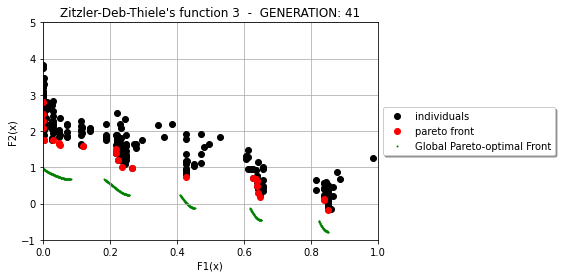 Zitzler-Deb-Thiele's function 3  -  GENERATION: 41
5
4
3
2
1
0
−1
F2(x)
0.0 0.2 0.4 0.6 0.8 1.0
F1(x)
individuals
pareto front
Global Pareto-optimal Front